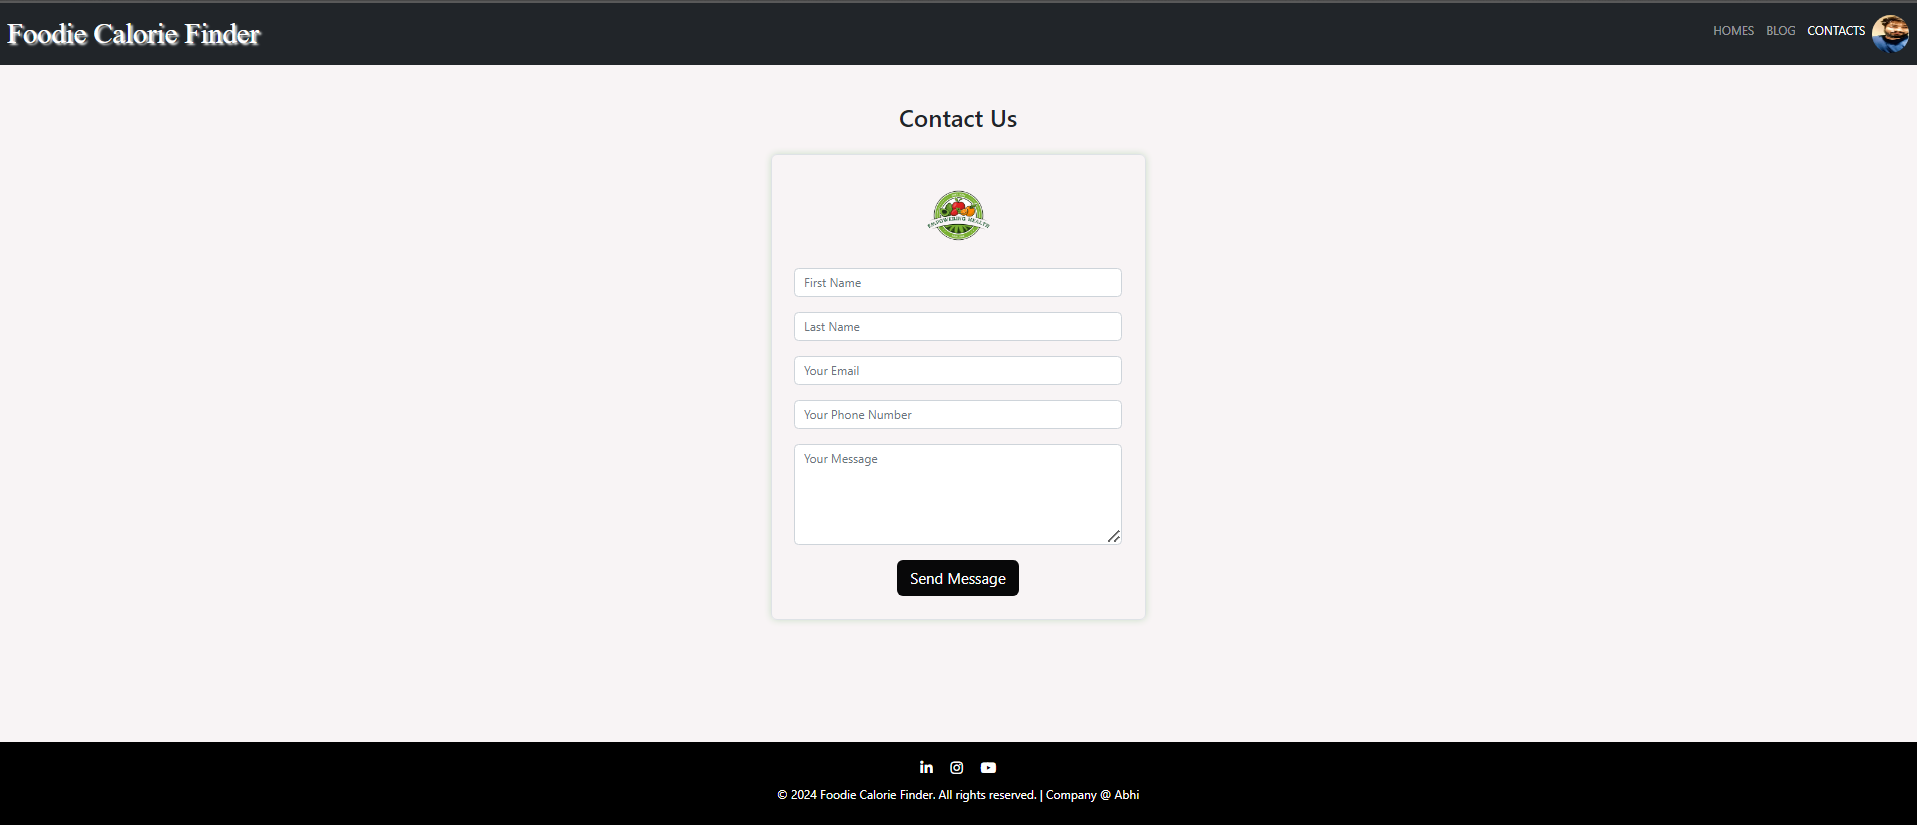 Foodie Calorie Finder
HOMES BLOG CONTACTS
Contact Us
EMPOWERING HEALTH
First Name
Last Name
Your Email
Your Phone Number
Your Message
Send Message
© 2024 Foodie Calorie Finder. All rights reserved. | Company @ Abhi